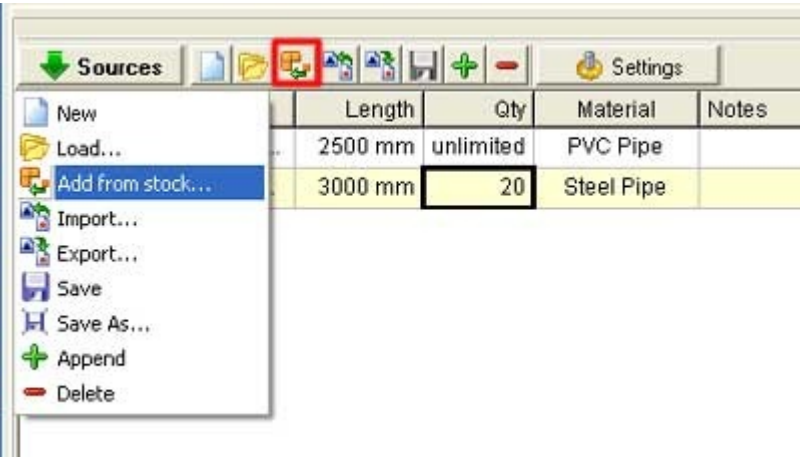 Sources Settings
New Length Qty Material Notes
Load... .. 2500 mm unlimited PVC Pipe
Add from stock... . 3000 mm 20 Steel Pipe
Import...
Export...
Save
Save As...
Append
Delete